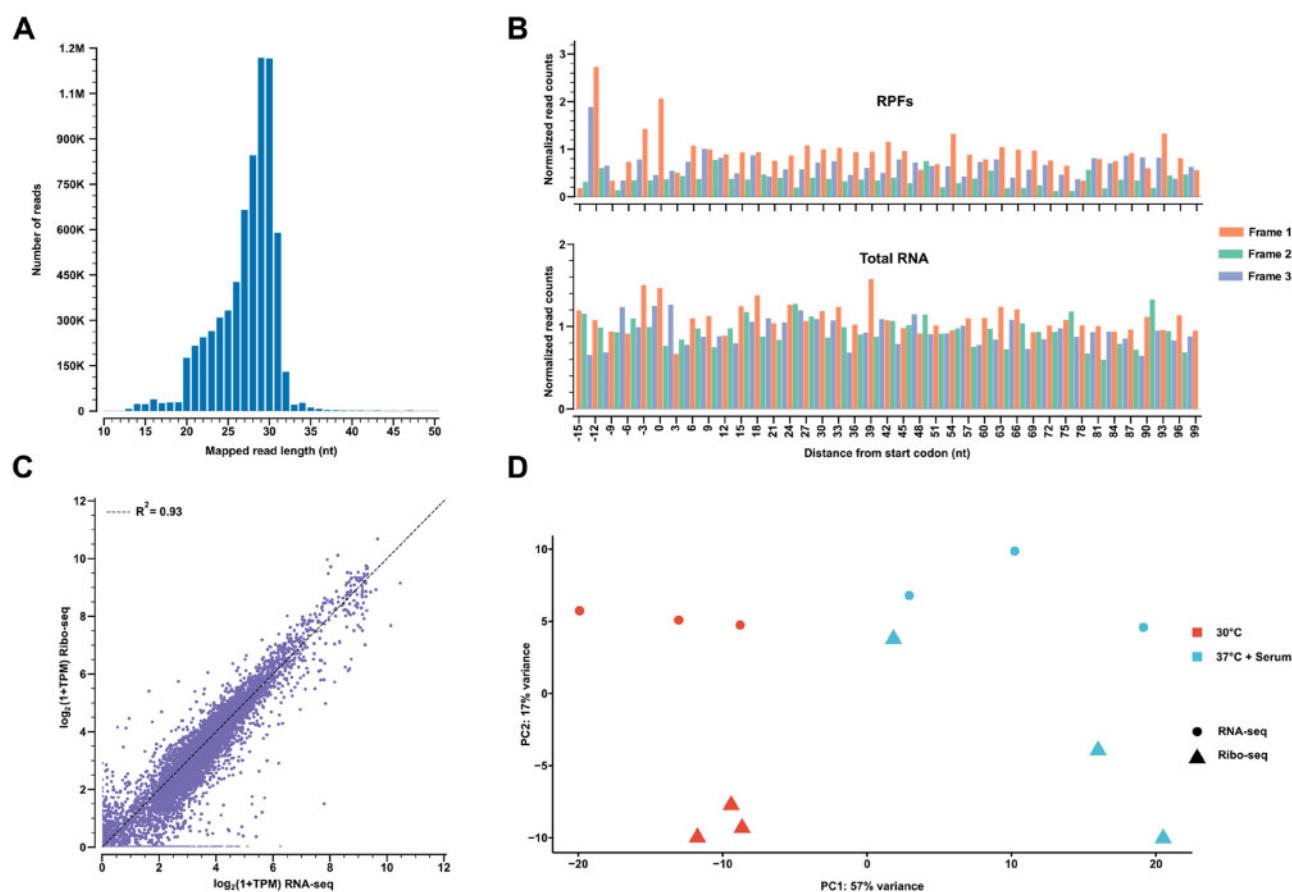 A
1.2M
1.1M
900K
750K
600K
450K
300K
150K
0
Number of reads
10 15 20 25 30 35 40 45 50
Mapped read length (nt)
B
3
2
1
0
Normalized read counts
RPFs
2
1
0
Normalized read counts
Total RNA
-15 -12 -9 -6 -3 0 3 6 9 12 15 18 21 24 27 30 33 36 39 42 45 48 51 54 57 60 63 66 69 72 75 78 81 84 87 90 93 96 99
Distance from start codon (nt)
Frame 1
Frame 2
Frame 3
C
12
10
8
6
4
2
0
log2(1+TPM) Ribo-seq
R²= 0.93
0 2 4 6 8 10 12
log2(1+TPM) RNA-seq
D
10
5
0
−5
−10
PC2: 17% variance
−20 −10 0 10 20
PC1: 57% variance
30°C
37°C + Serum
RNA-seq
Ribo-seq